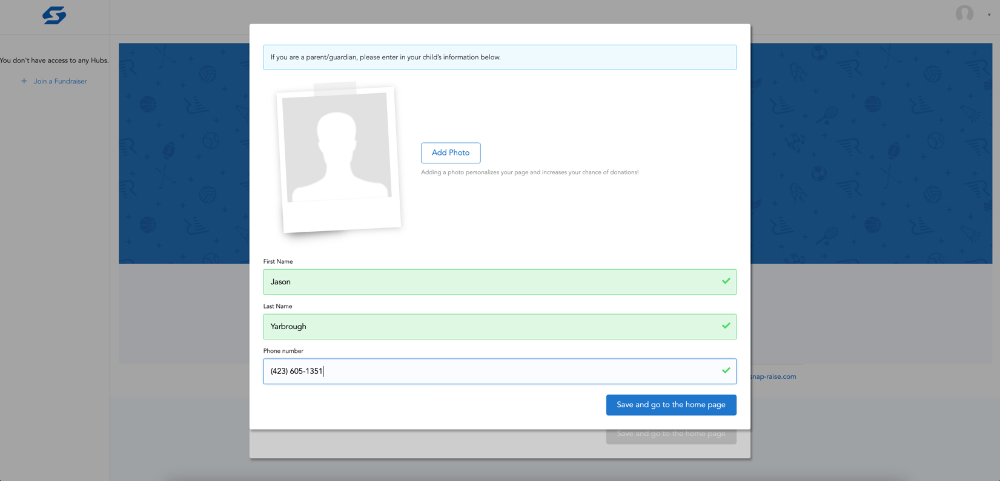 You don't have access to any Hubs.
+ Join a Fundraiser
If you are a parent/guardian, please enter in your child's information below.
Add Photo
Adding a photo personalizes your page and increases your chance of donations!
First Name
Jason
Last Name
Yarbrough
Phone number
(423) 605-1351
snap-raise.com
Save and go to the home page
Save and go to the home page